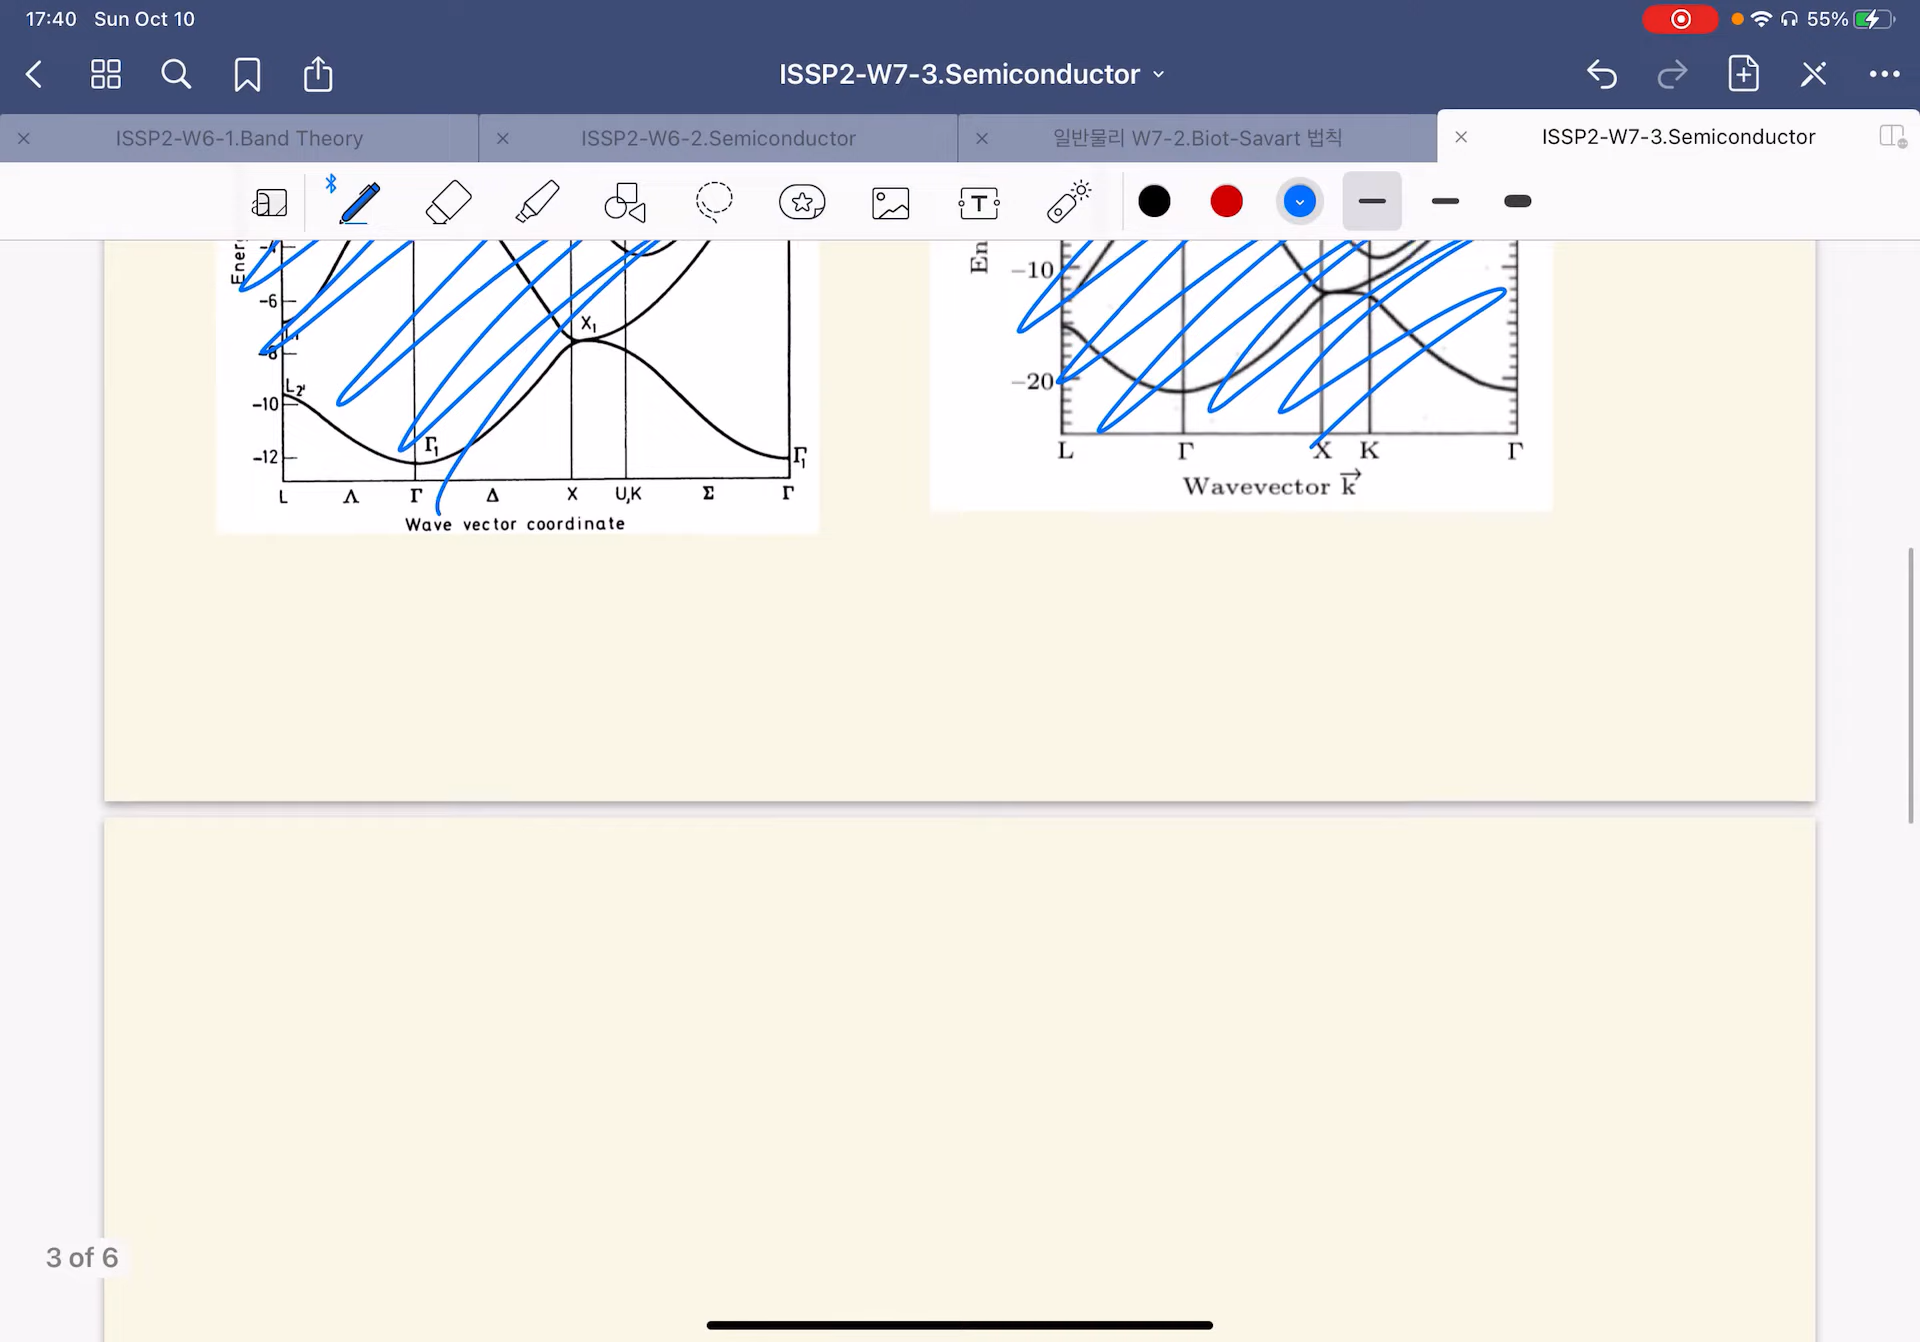 17:40 Sun Oct 10
55%
ISSP2-W7-3.Semiconductor
ISSP2-W6-1.Band Theory
ISSP2-W6-2.Semiconductor
일반물리 W7-2.Biot-Savart 법칙
ISSP2-W7-3.Semiconductor
T
Ener
-6
-8
-10
-12
L₂'
Γ₁
X₁
Γ₁
L Λ Γ Δ X U,K Σ Γ
Wave vector coordinate
En
-10
-20
L Γ X K Γ
Wavevector k⃗
3 of 6